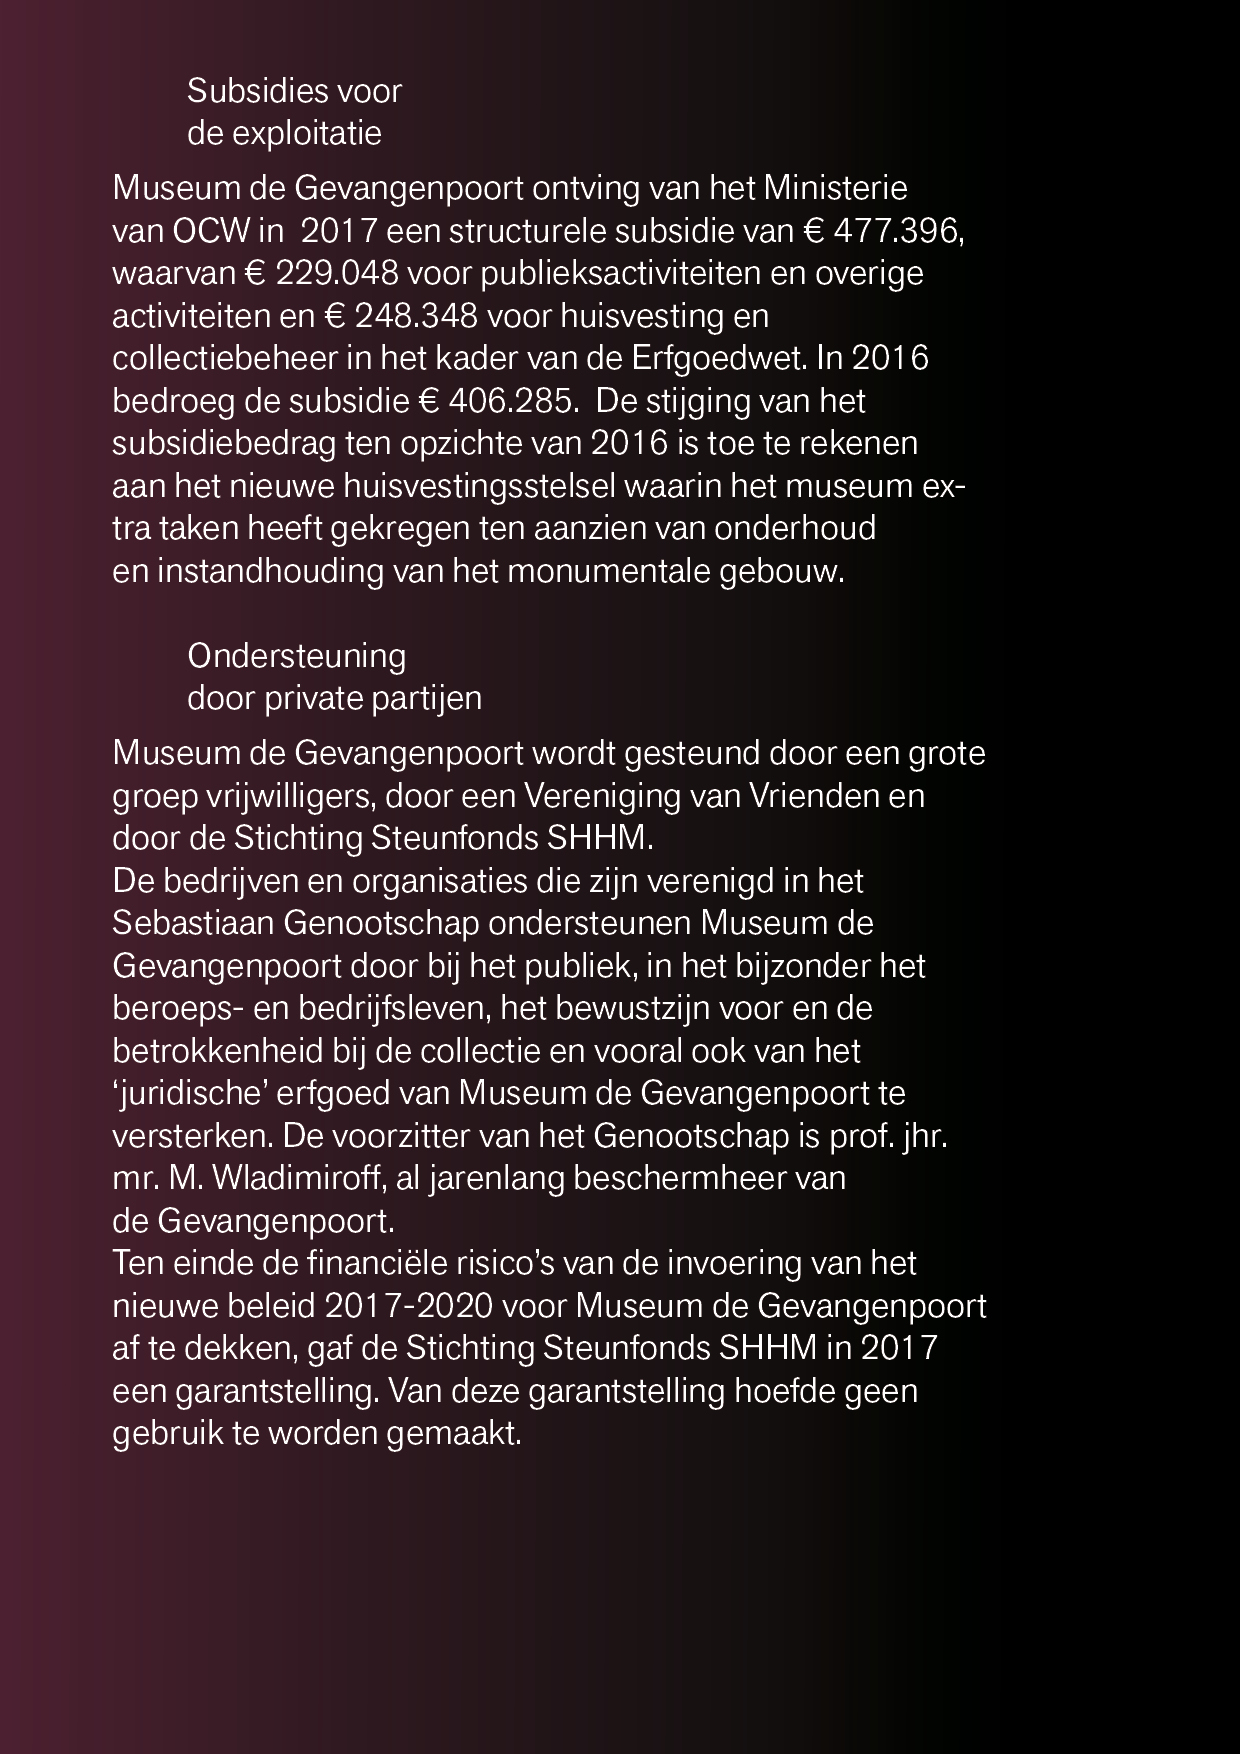 Subsidies voor
de exploitatie
Museum de Gevangenpoort ontving van het Ministerie
van OCW in  2017 een structurele subsidie van € 477.396,
waarvan € 229.048 voor publieksactiviteiten en overige
activiteiten en € 248.348 voor huisvesting en
collectiebeheer in het kader van de Erfgoedwet. In 2016
bedroeg de subsidie € 406.285.  De stijging van het
subsidiebedrag ten opzichte van 2016 is toe te rekenen
aan het nieuwe huisvestingsstelsel waarin het museum ex-
tra taken heeft gekregen ten aanzien van onderhoud
en instandhouding van het monumentale gebouw.
Ondersteuning
door private partijen
Museum de Gevangenpoort wordt gesteund door een grote
groep vrijwilligers, door een Vereniging van Vrienden en
door de Stichting Steunfonds SHHM.
De bedrijven en organisaties die zijn verenigd in het
Sebastiaan Genootschap ondersteunen Museum de
Gevangenpoort door bij het publiek, in het bijzonder het
beroeps- en bedrijfsleven, het bewustzijn voor en de
betrokkenheid bij de collectie en vooral ook van het
‘juridische’ erfgoed van Museum de Gevangenpoort te
versterken. De voorzitter van het Genootschap is prof. jhr.
mr. M. Wladimiroff, al jarenlang beschermheer van
de Gevangenpoort.
Ten einde de financiële risico’s van de invoering van het
nieuwe beleid 2017-2020 voor Museum de Gevangenpoort
af te dekken, gaf de Stichting Steunfonds SHHM in 2017
een garantstelling. Van deze garantstelling hoefde geen
gebruik te worden gemaakt.